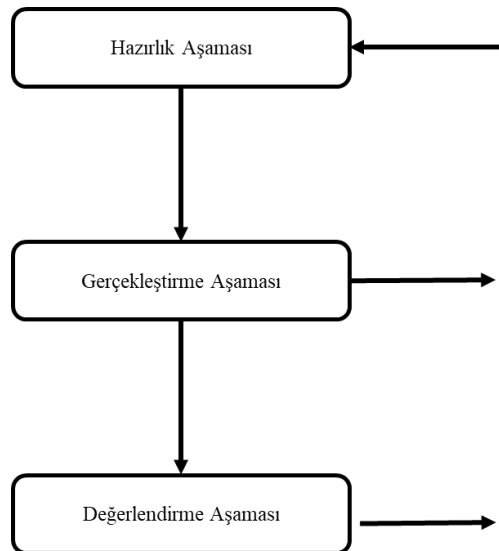 Hazırlık Aşaması
Gerçekleştirme Aşaması
Değerlendirme Aşaması